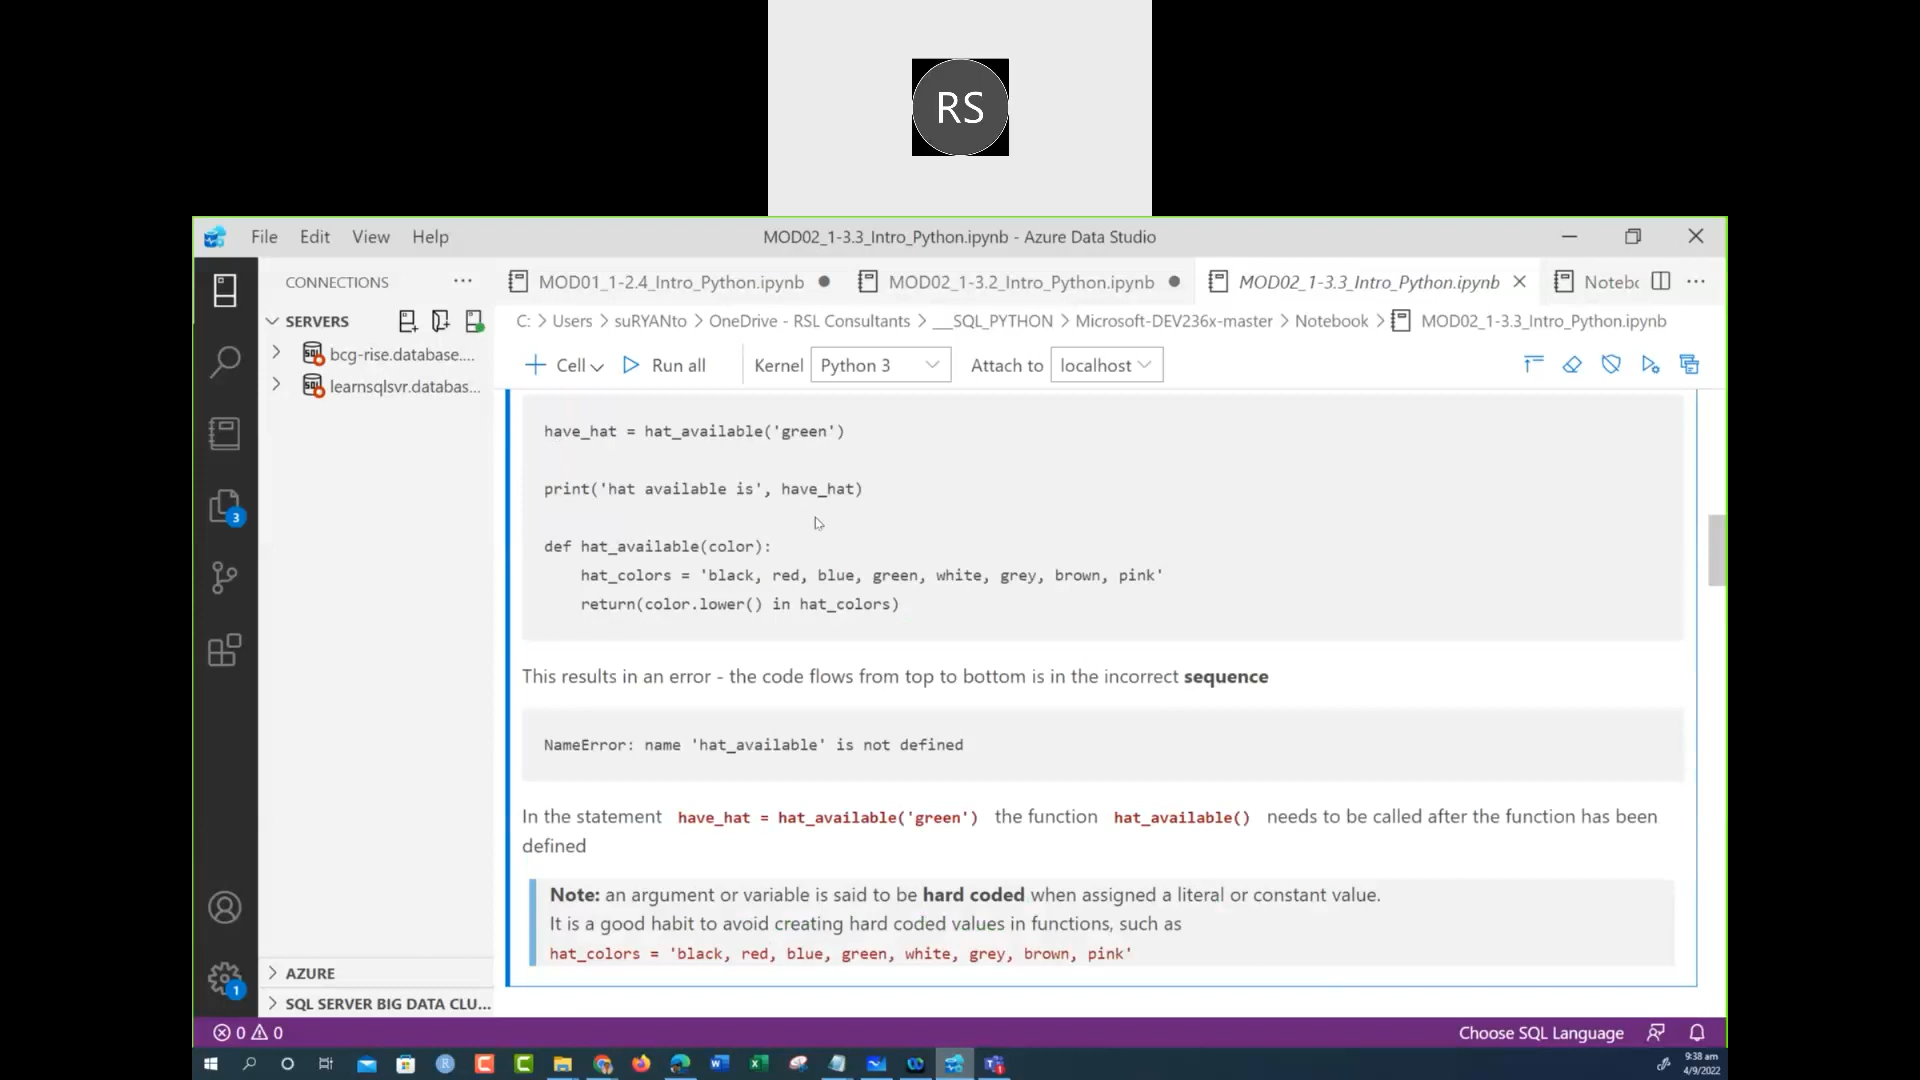 RS
File Edit View Help
MOD02_1-3.3_Intro_Python.ipynb - Azure Data Studio
CONNECTIONS
MOD01_1-2.4_Intro_Python.ipynb
MOD02_1-3.2_Intro_Python.ipynb
MOD02_1-3.3_Intro_Python.ipynb
Noteb
SERVERS
C: > Users > suRYANto > OneDrive - RSL Consultants > __SQL_PYTHON > Microsoft-DEV236x-master > Notebook > MOD02_1-3.3_Intro_Python.ipynb
bcg-rise.database....
learnsqlsvr.databas...
Cell Run all Kernel Python 3 Attach to localhost
have_hat = hat_available('green')
print('hat available is', have_hat)
def hat_available(color):
hat_colors = 'black, red, blue, green, white, grey, brown, pink'
return(color.lower() in hat_colors)
This results in an error - the code flows from top to bottom is in the incorrect sequence
NameError: name 'hat_available' is not defined
In the statement have_hat = hat_available('green') the function hat_available() needs to be called after the function has been
defined
Note: an argument or variable is said to be hard coded when assigned a literal or constant value.
It is a good habit to avoid creating hard coded values in functions, such as
hat_colors = 'black, red, blue, green, white, grey, brown, pink'
3
1
AZURE
SQL SERVER BIG DATA CLU...
0 0
Choose SQL Language
9:38 am
4/9/2022